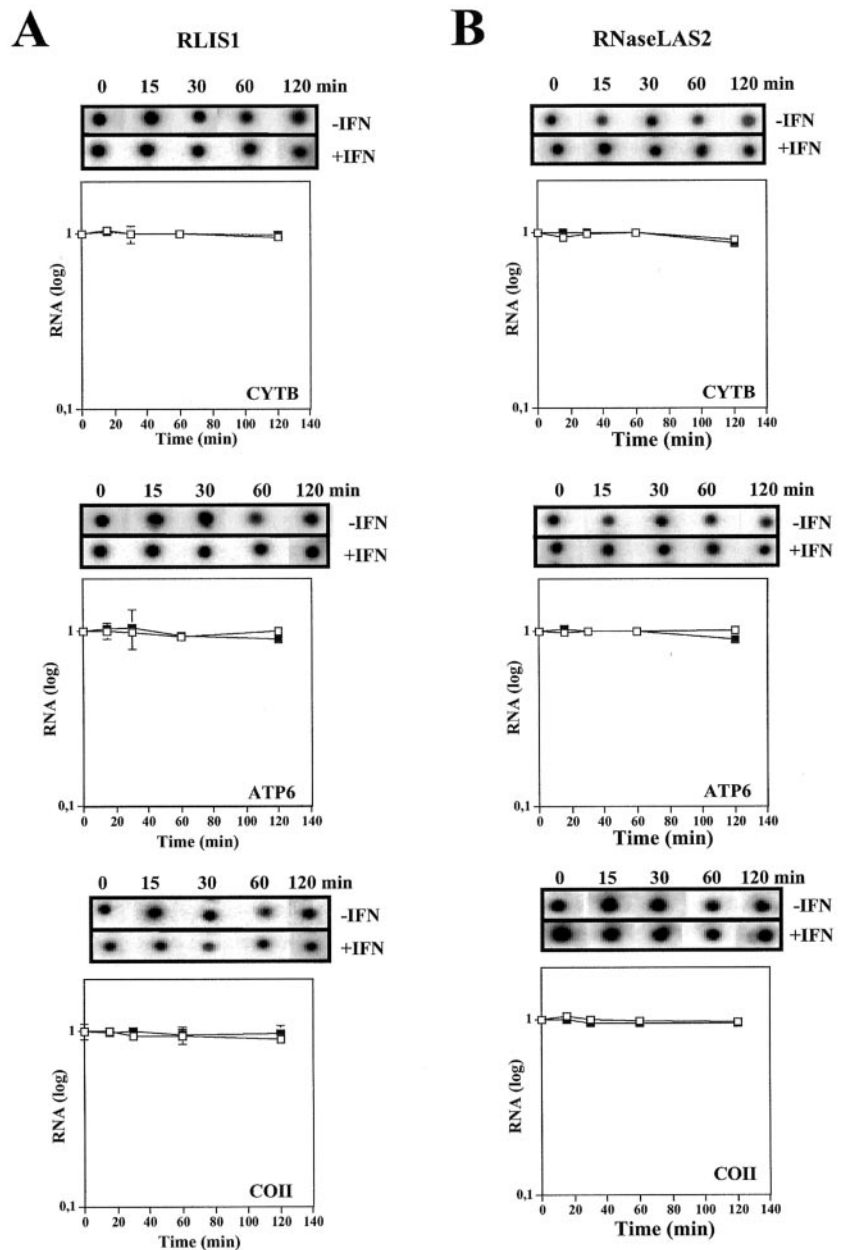 A
RLIS1
0 15 30 60 120 min
-IFN
+IFN
1
RNA (log)
CYTB
0,1
0 20 40 60 80 100 120 140
Time (min)
0 15 30 60 120 min
-IFN
+IFN
1
RNA (log)
ATP6
0,1
0 20 40 60 80 100 120 140
Time (min)
0 15 30 60 120 min
-IFN
+IFN
1
RNA (log)
COII
0,1
0 20 40 60 80 100 120 140
Time (min)
B
RNaseLAS2
0 15 30 60 120 min
-IFN
+IFN
1
RNA (log)
CYTB
0,1
0 20 40 60 80 100 120 140
Time (min)
0 15 30 60 120 min
-IFN
+IFN
1
RNA (log)
ATP6
0,1
0 20 40 60 80 100 120 140
Time (min)
0 15 30 60 120 min
-IFN
+IFN
1
RNA (log)
COII
0,1
0 20 40 60 80 100 120 140
Time (min)